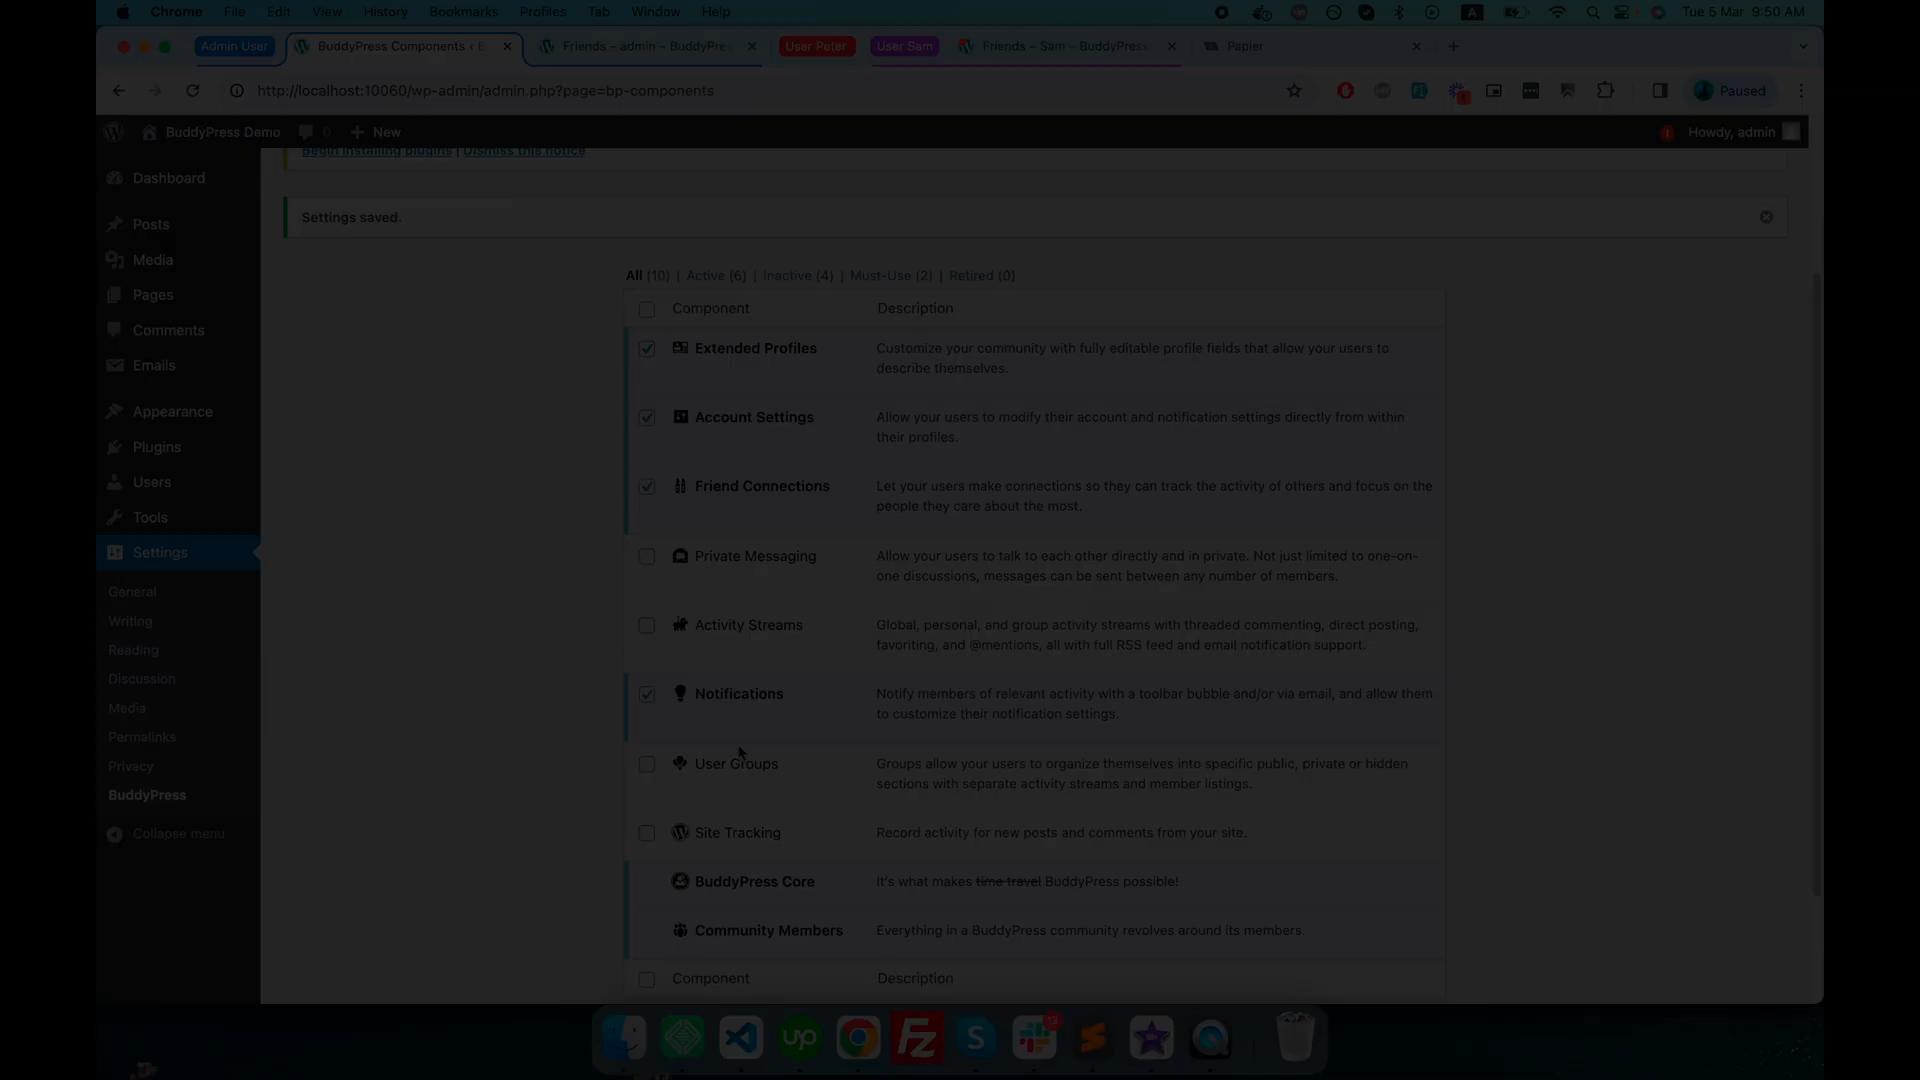 Chrome File Edit View History Bookmarks Profiles Tab Window Help A Tue 5 Mar 9:50 AM
Admin User BuddyPress Components ‹ B Friends – admin – BuddyPre User Peter User Sam Friends – Sam – BuddyPress Papier
http://localhost:10060/wp-admin/admin.php?page=bp-components Paused
BuddyPress Demo 0 New Howdy, admin
Begin installing plugins | Dismiss this notice
Dashboard
Posts
Media
Pages
Comments
Emails
Appearance
Plugins
Users
Tools
Settings
General
Writing
Reading
Discussion
Media
Permalinks
Privacy
BuddyPress
Collapse menu
Settings saved.
All (10) | Active (6) | Inactive (4) | Must-Use (2) | Retired (0)
Component Description
Extended Profiles Customize your community with fully editable profile fields that allow your users to
describe themselves.
Account Settings Allow your users to modify their account and notification settings directly from within
their profiles.
Friend Connections Let your users make connections so they can track the activity of others and focus on the
people they care about the most.
Private Messaging Allow your users to talk to each other directly and in private. Not just limited to one-on-
one discussions, messages can be sent between any number of members.
Activity Streams Global, personal, and group activity streams with threaded commenting, direct posting,
favoriting, and @mentions, all with full RSS feed and email notification support.
Notifications Notify members of relevant activity with a toolbar bubble and/or via email, and allow them
to customize their notification settings.
User Groups Groups allow your users to organize themselves into specific public, private or hidden
sections with separate activity streams and member listings.
Site Tracking Record activity for new posts and comments from your site.
BuddyPress Core It's what makes time travel BuddyPress possible!
Community Members Everything in a BuddyPress community revolves around its members.
Component Description
up Fz S 13